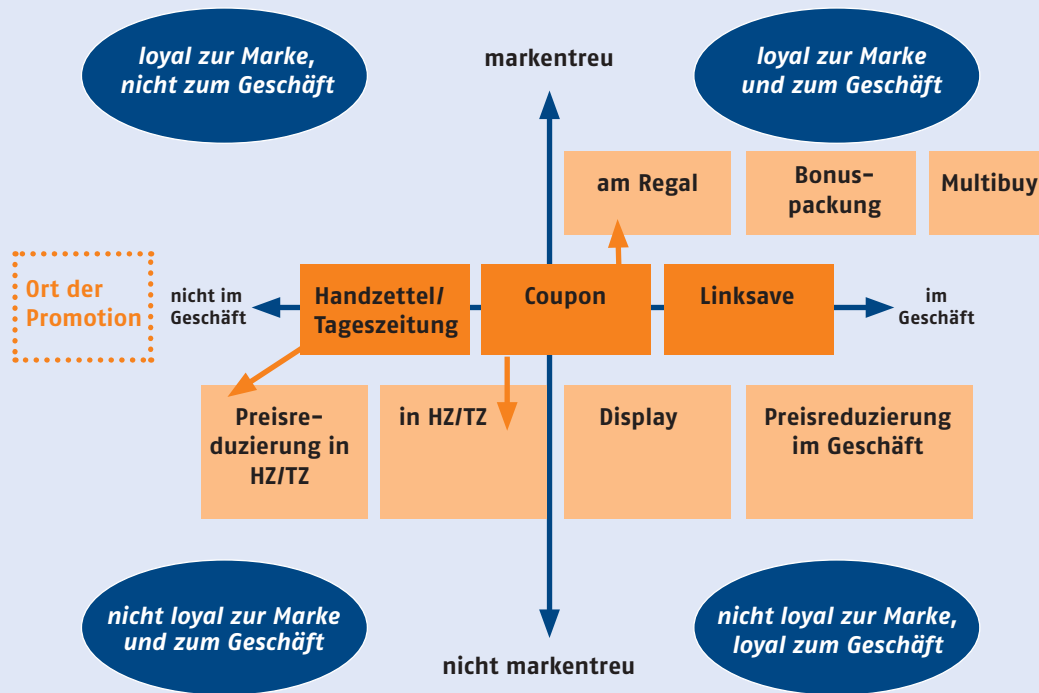 loyal zur Marke,
nicht zum Geschäft
markentreu
loyal zur Marke
und zum Geschäft
am Regal
Bonus-
packung
Multibuy
Ort der
Promotion
nicht im
Geschäft
Handzettel/
Tageszeitung
Coupon
Linksave
im
Geschäft
Preisre-
duzierung in
HZ/TZ
in HZ/TZ
Display
Preisreduzierung
im Geschäft
nicht loyal zur Marke
und zum Geschäft
nicht markentreu
nicht loyal zur Marke,
loyal zum Geschäft